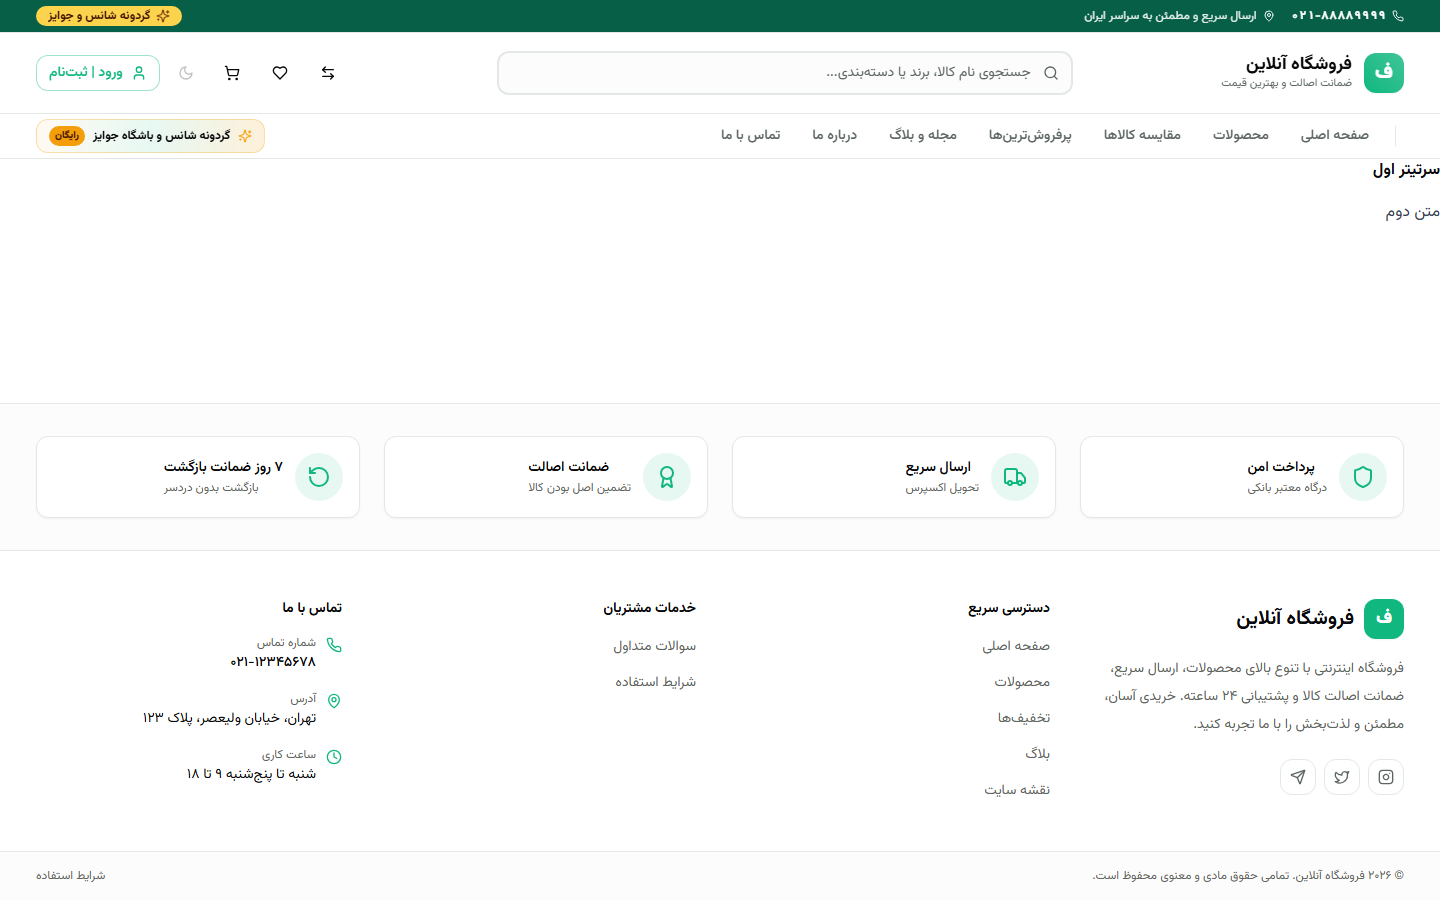 ۰۲۱-۸۸۸۸۹۹۹۹
ارسال سریع و مطمئن به سراسر ایران
گردونه شانس و جوایز
ف
فروشگاه آنلاین
ضمانت اصالت و بهترین قیمت
جستجوی نام کالا، برند یا دسته‌بندی...
ورود | ثبت‌نام
صفحه اصلی
محصولات
مقایسه کالاها
پرفروش‌ترین‌ها
مجله و بلاگ
درباره ما
تماس با ما
گردونه شانس و باشگاه جوایز
رایگان
سرتیتر اول
متن دوم
پرداخت امن
درگاه معتبر بانکی
ارسال سریع
تحویل اکسپرس
ضمانت اصالت
تضمین اصل بودن کالا
۷ روز ضمانت بازگشت
بازگشت بدون دردسر
ف
فروشگاه آنلاین
فروشگاه اینترنتی با تنوع بالای محصولات، ارسال سریع،
ضمانت اصالت کالا و پشتیبانی ۲۴ ساعته. خریدی آسان،
مطمئن و لذت‌بخش را با ما تجربه کنید.
دسترسی سریع
صفحه اصلی
محصولات
تخفیف‌ها
بلاگ
نقشه سایت
خدمات مشتریان
سوالات متداول
شرایط استفاده
تماس با ما
شماره تماس
۰۲۱-۱۲۳۴۵۶۷۸
آدرس
تهران، خیابان ولیعصر، پلاک ۱۲۳
ساعت کاری
شنبه تا پنج‌شنبه ۹ تا ۱۸
© ۲۰۲۶ فروشگاه آنلاین. تمامی حقوق مادی و معنوی محفوظ است.
شرایط استفاده